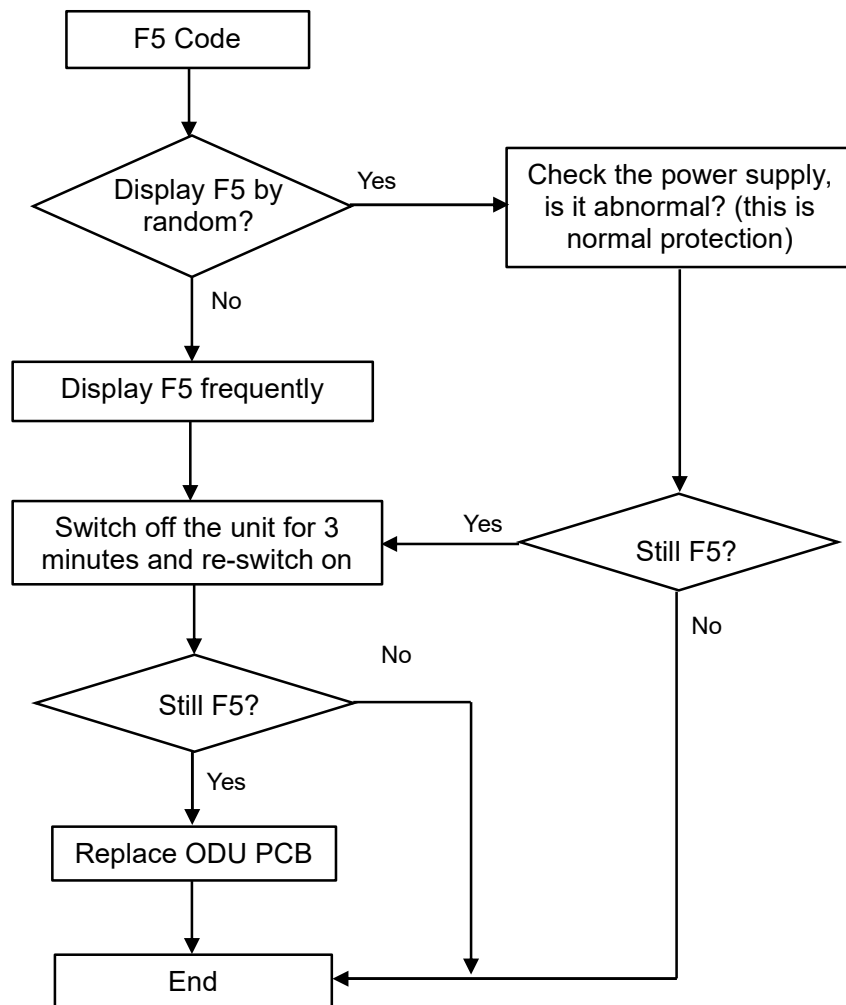 F5 Code
Display F5 by
random?
Yes
Check the power supply,
is it abnormal? (this is
normal protection)
No
Display F5 frequently
Switch off the unit for 3
minutes and re-switch on
Yes
Still F5?
No
No
Still F5?
Yes
Replace ODU PCB
End